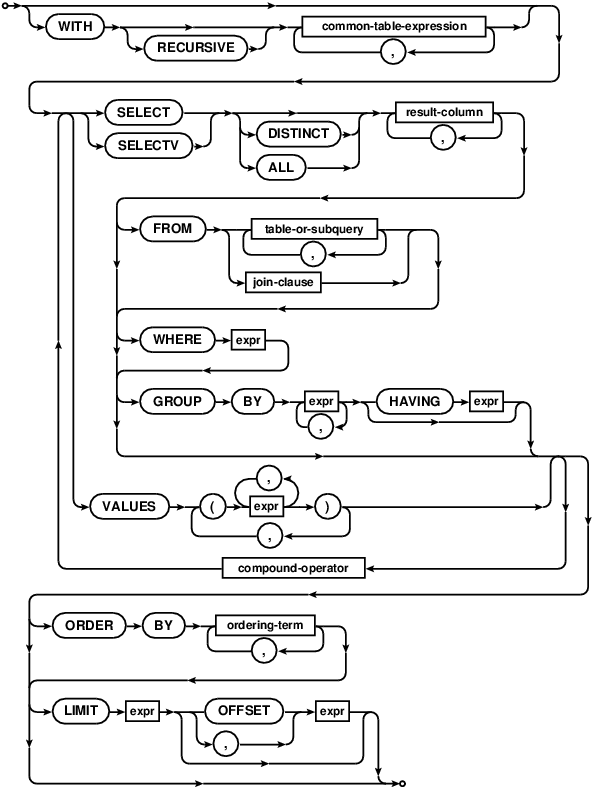 WITH
RECURSIVE
common-table-expression
,
SELECT
SELECTV
DISTINCT
ALL
result-column
,
FROM
table-or-subquery
,
join-clause
WHERE expr
GROUP BY expr HAVING expr
,
,
VALUES ( expr )
,
compound-operator
ORDER BY ordering-term
,
LIMIT expr OFFSET expr
,